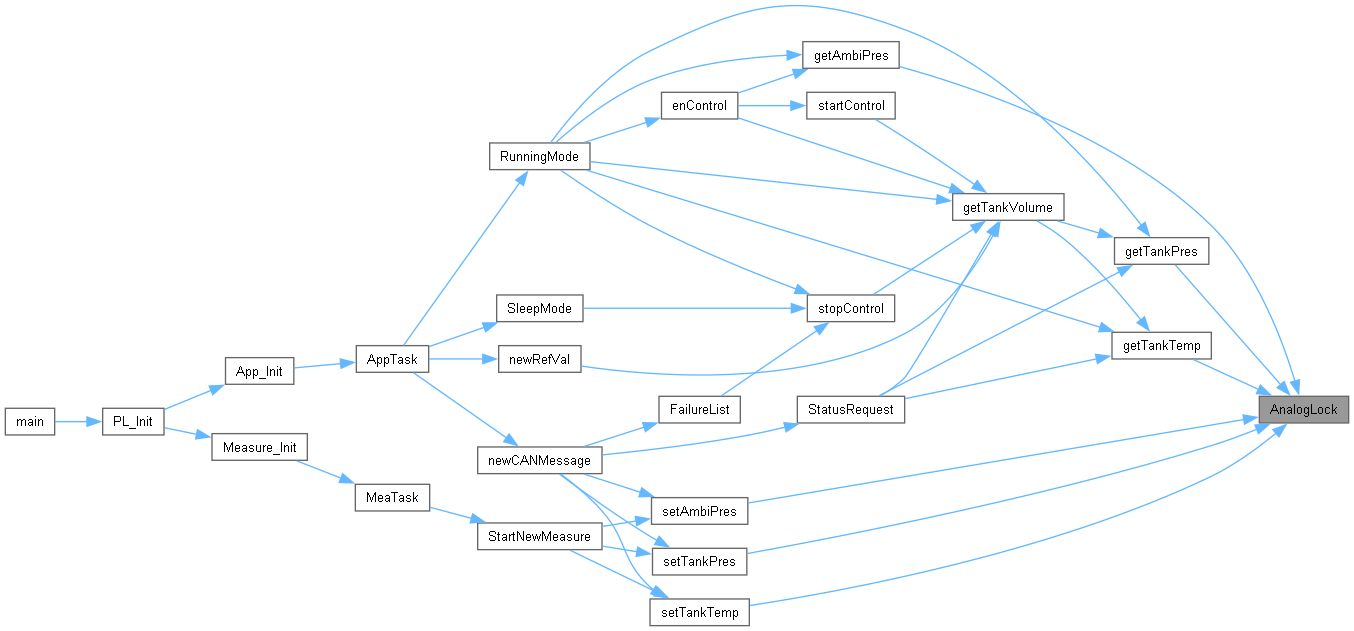 getAmbiPres
enControl
startControl
RunningMode
getTankVolume
getTankPres
SleepMode
stopControl
getTankTemp
AppTask
newRefVal
App_Init
FailureList
StatusRequest
AnalogLock
main
PL_Init
Measure_Init
newCANMessage
MeaTask
setAmbiPres
StartNewMeasure
setTankPres
setTankTemp